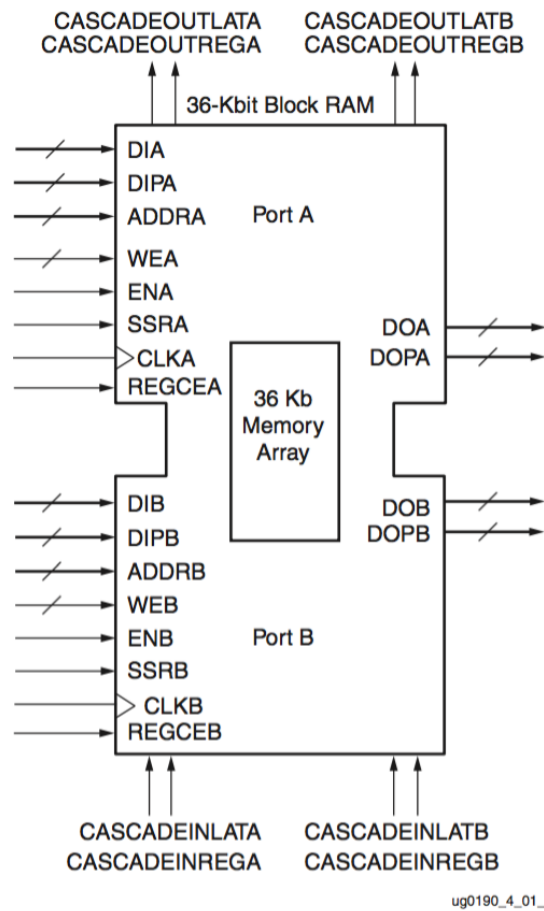 CASCADEOUTLATA CASCADEOUTLATB
CASCADEOUTREGA CASCADEOUTREGB
36-Kbit Block RAM
DIA
DIPA
ADDRA
Port A
WEA
ENA
SSRA
DOA
CLKA
DOPA
REGCEA
36 Kb
Memory
Array
DIB
DOB
DIPB
DOPB
ADDRB
WEB
ENB
Port B
SSRB
CLKB
REGCEB
CASCADEINLATA CASCADEINLATB
CASCADEINREGA CASCADEINREGB
ug0190_4_01_